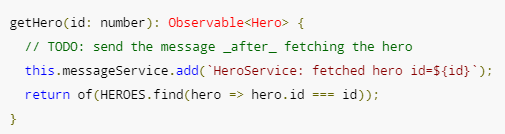 getHero(id: number): Observable<Hero> {
  // TODO: send the message _after_ fetching the hero
  this.messageService.add(`HeroService: fetched hero id=${id}`);
  return of(HEROES.find(hero => hero.id === id));
}